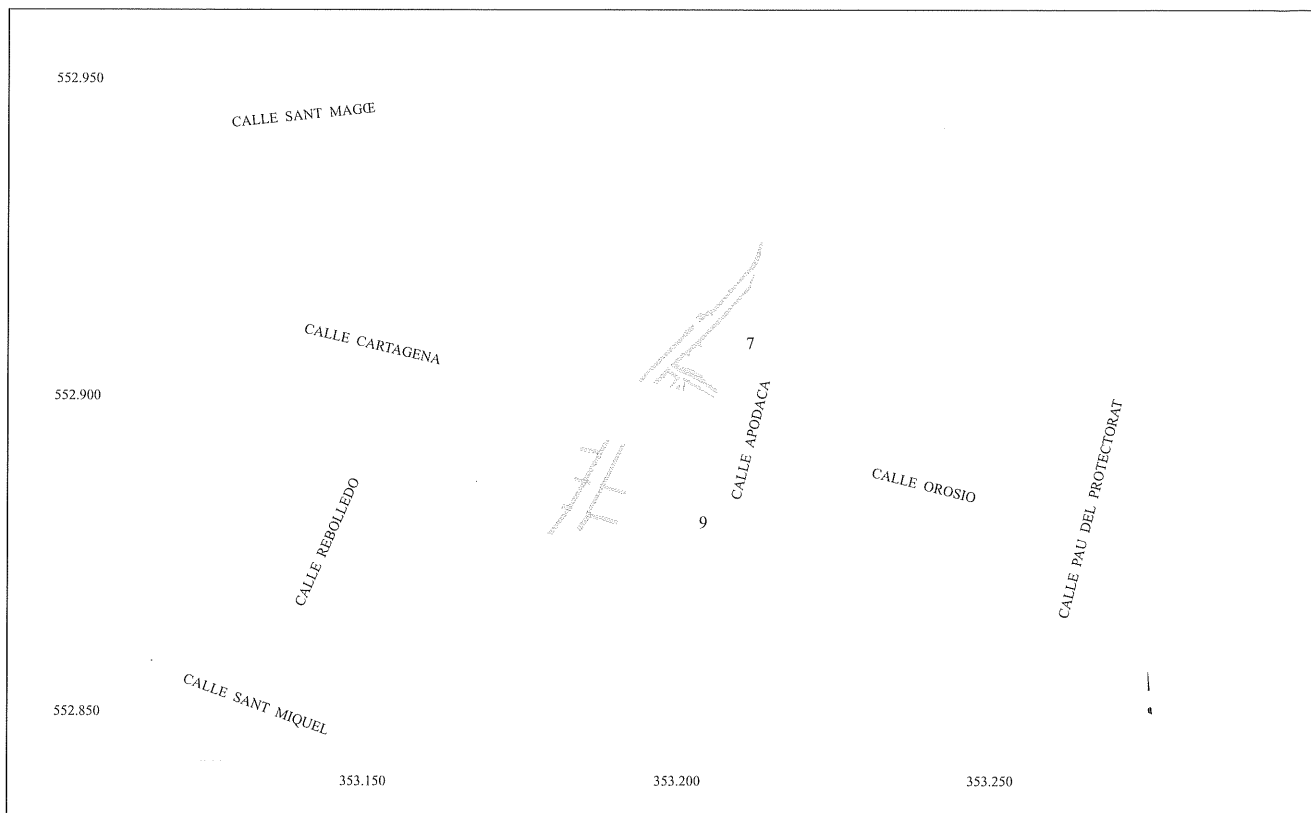 552.950
CALLE SANT MAGŒ
CALLE CARTAGENA
7
552.900
CALLE APODACA
CALLE OROSIO
CALLE PAU DEL PROTECTORAT
CALLE REBOLLEDO
9
CALLE SANT MIQUEL
552.850
353.150
353.200
353.250